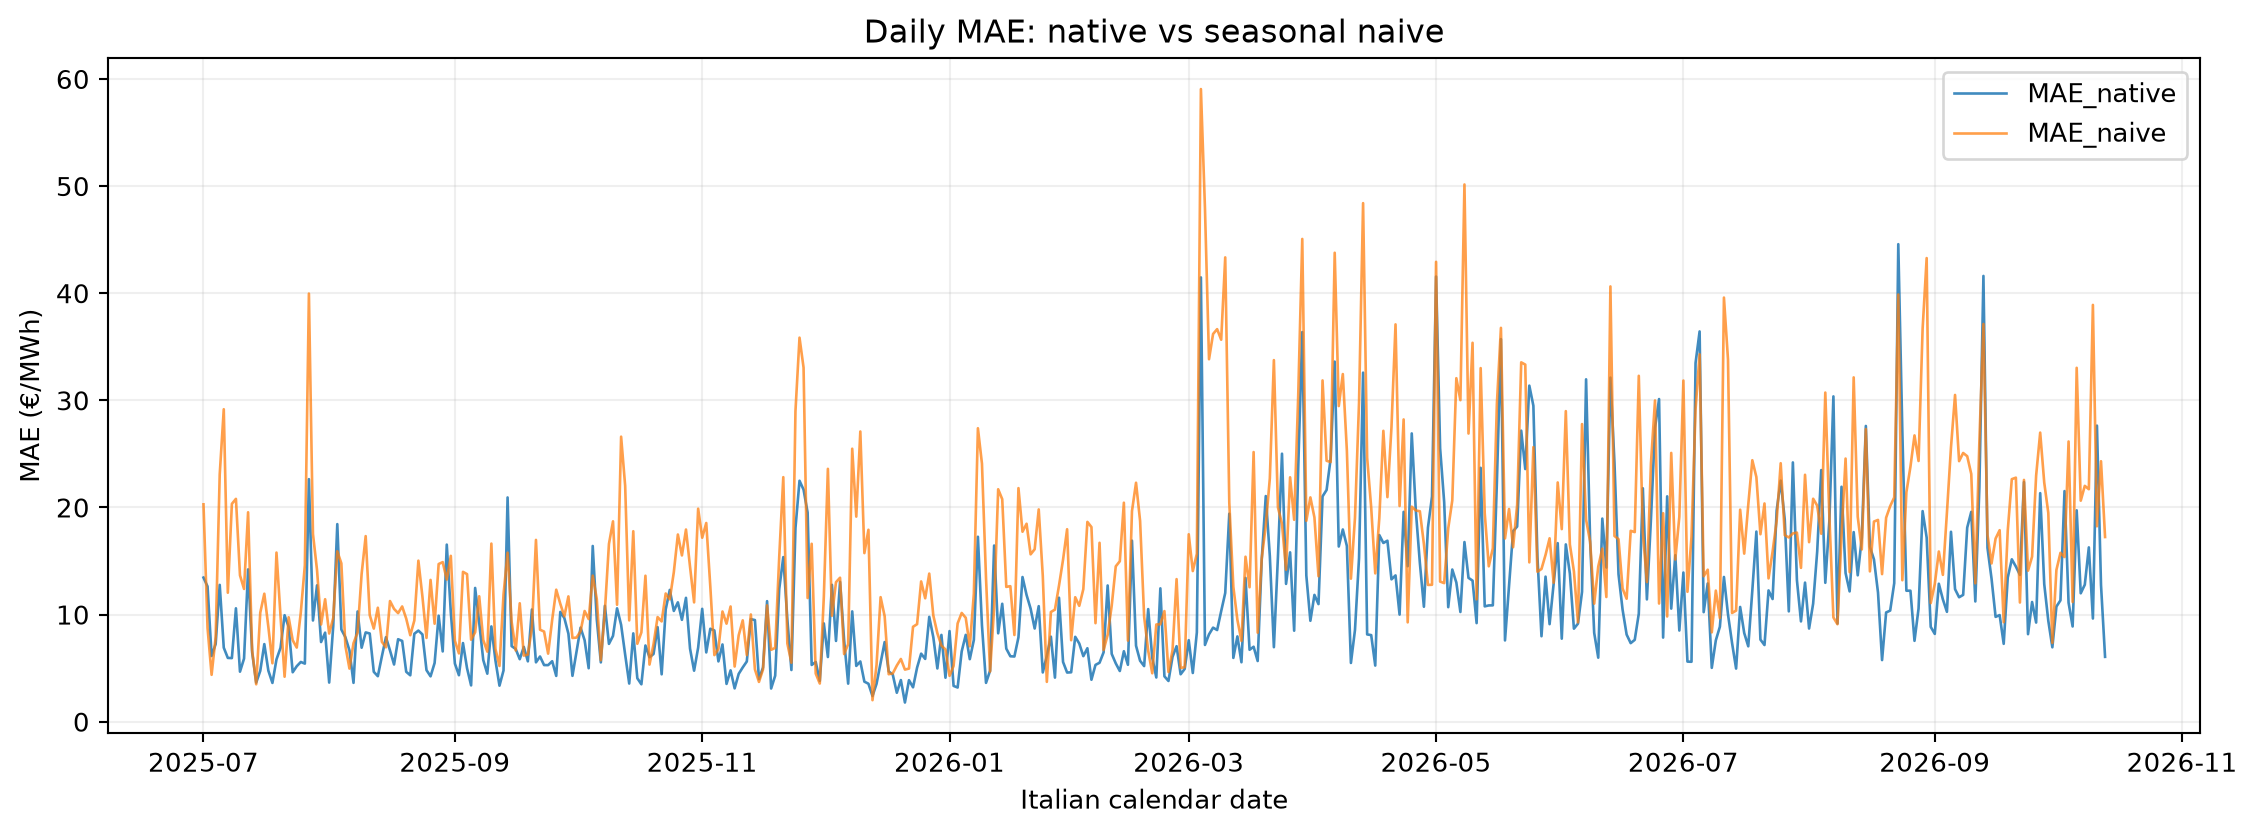 Daily MAE: native vs seasonal naive
MAE_native
MAE_naive
MAE (€/MWh)
60
50
40
30
20
10
0
2025-07 2025-09 2025-11 2026-01 2026-03 2026-05 2026-07 2026-09 2026-11
Italian calendar date